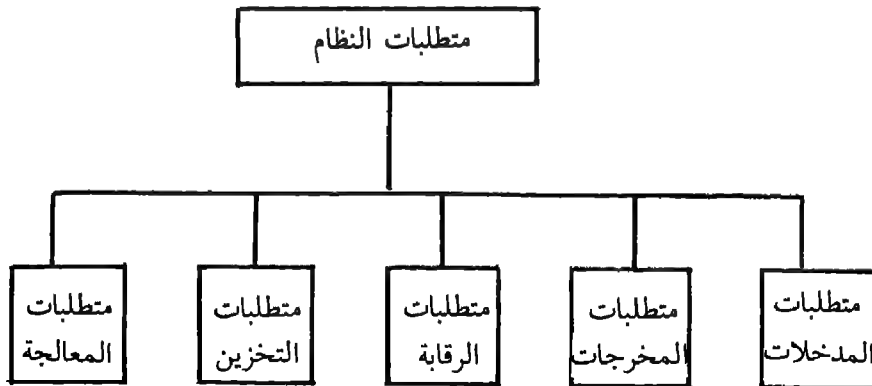 متطلبات النظام
متطلبات
المدخلات
متطلبات
المخرجات
متطلبات
الرقابة
متطلبات
التخزين
متطلبات
المعالجة